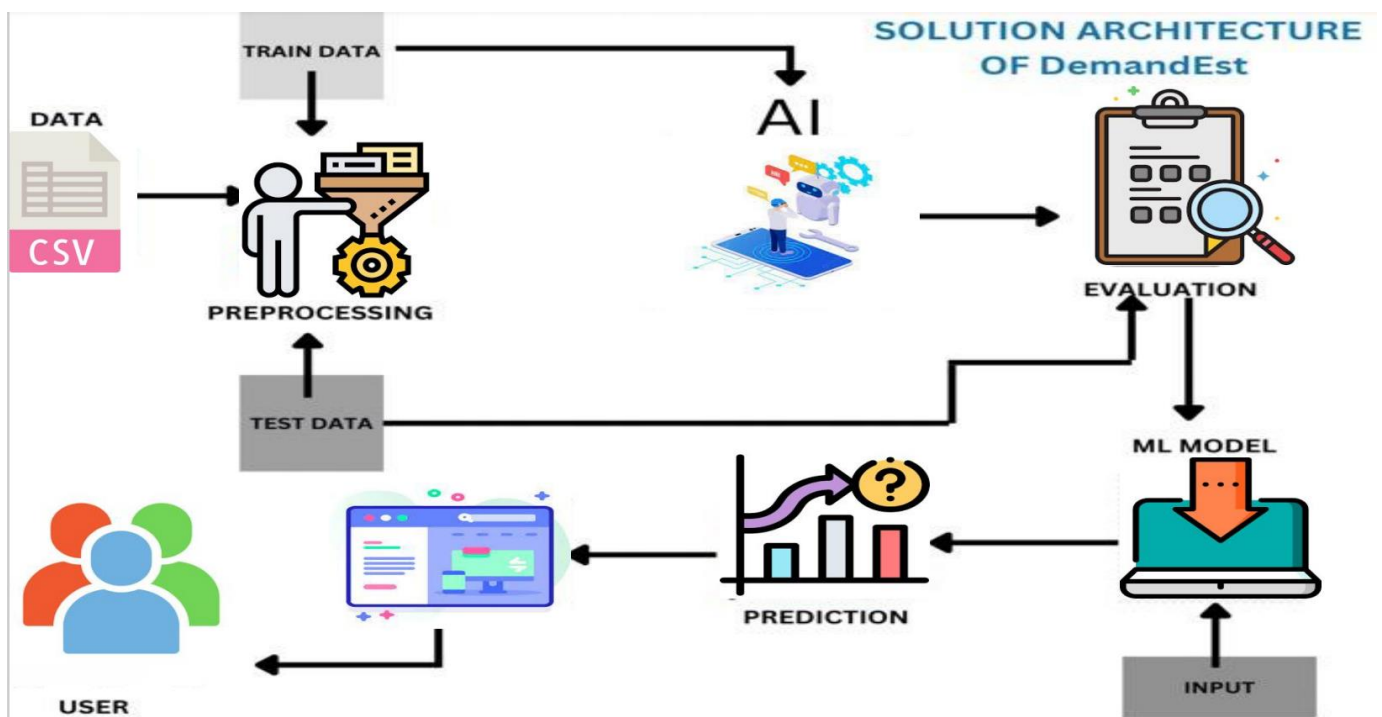 SOLUTION ARCHITECTURE
OF DemandEst
TRAIN DATA
DATA
AI
CSV
PREPROCESSING
EVALUATION
TEST DATA
ML MODEL
PREDICTION
INPUT
USER